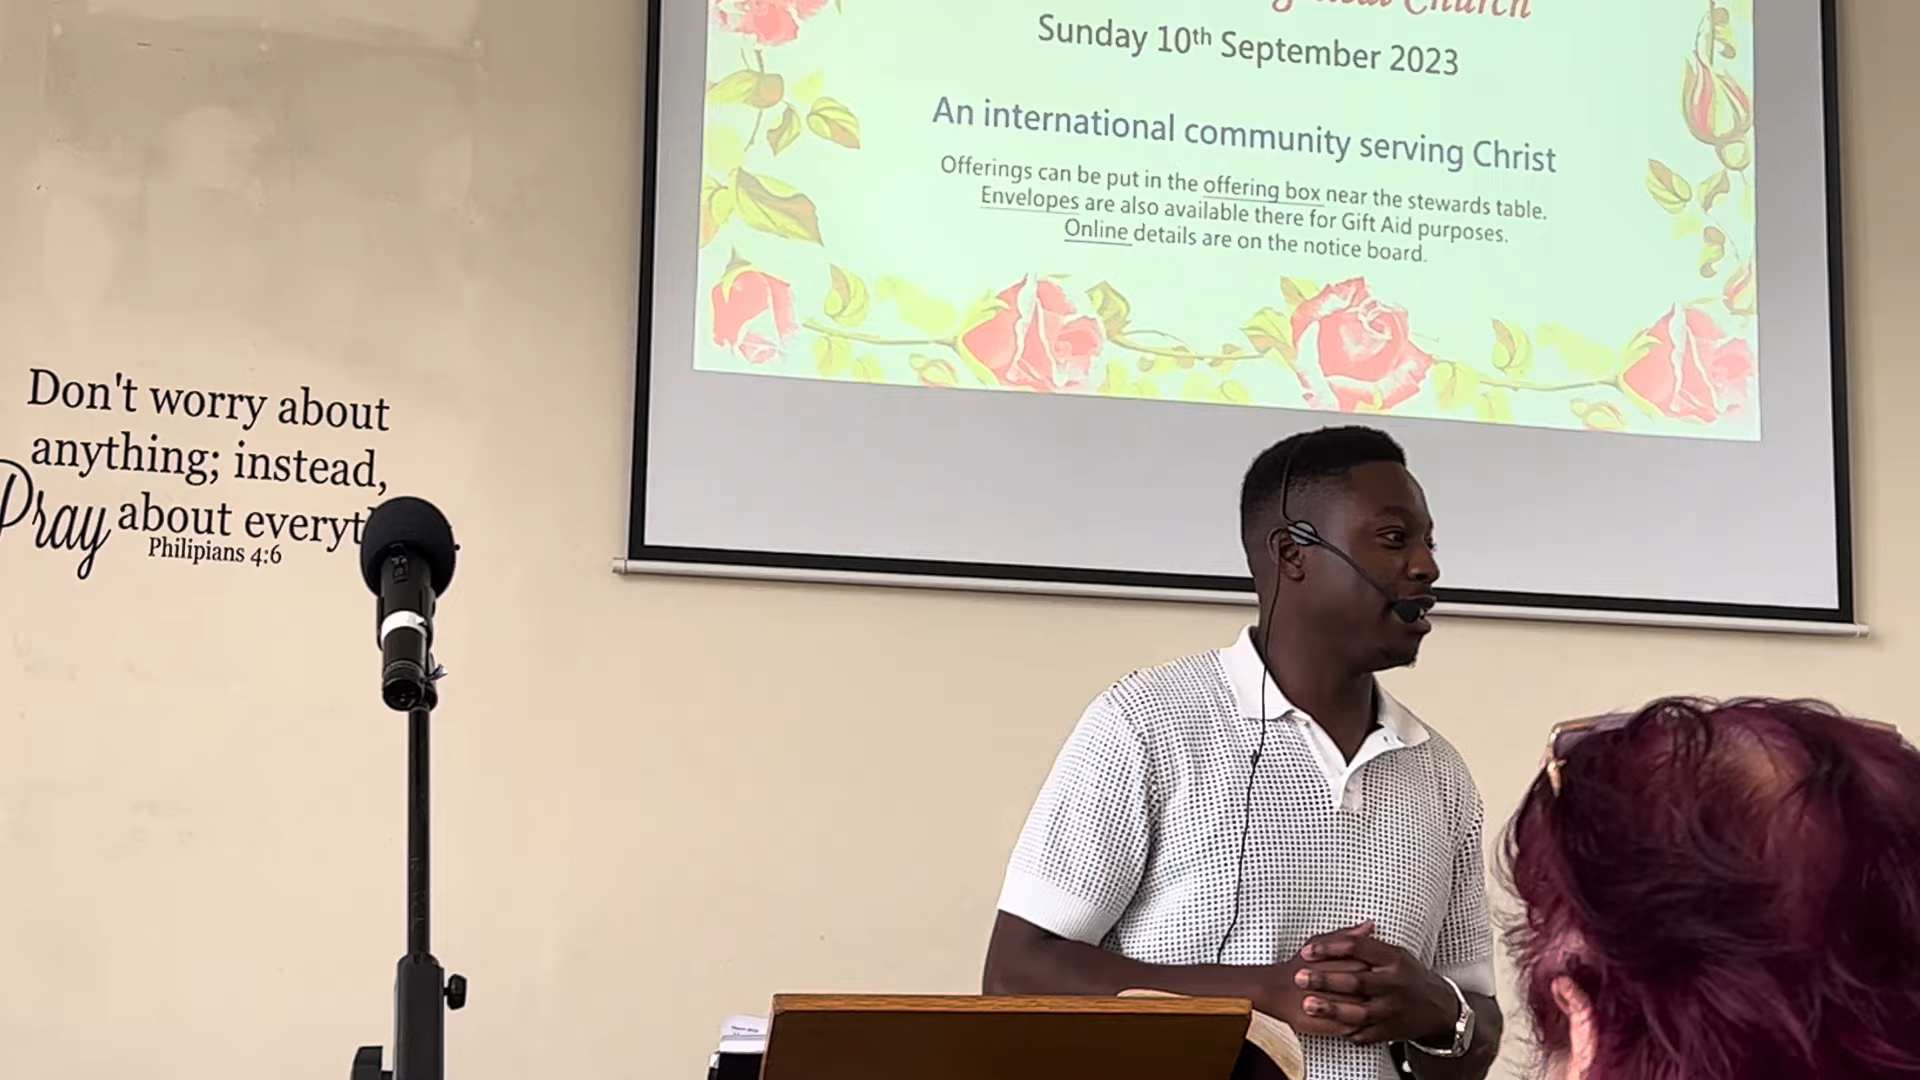 Church
Sunday 10th September 2023
An international community serving Christ
Offerings can be put in the offering box near the stewards table.
Envelopes are also available there for Gift Aid purposes.
Online details are on the notice board.
Don't worry about
anything; instead,
Pray about
Philipians 4:6